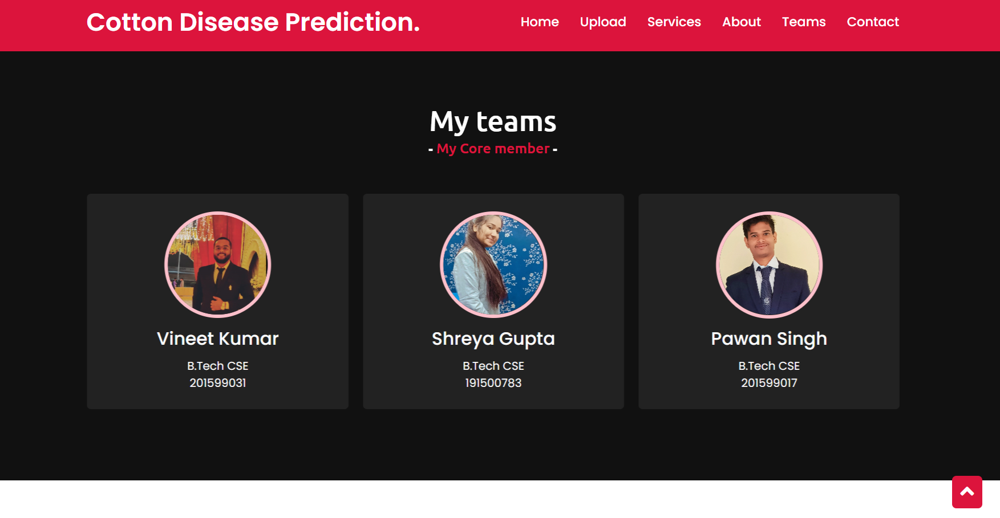 Cotton Disease Prediction.
Home Upload Services About Teams Contact
My teams
- My Core member -
Vineet Kumar
B.Tech CSE
201599031
Shreya Gupta
B.Tech CSE
191500783
Pawan Singh
B.Tech CSE
201599017